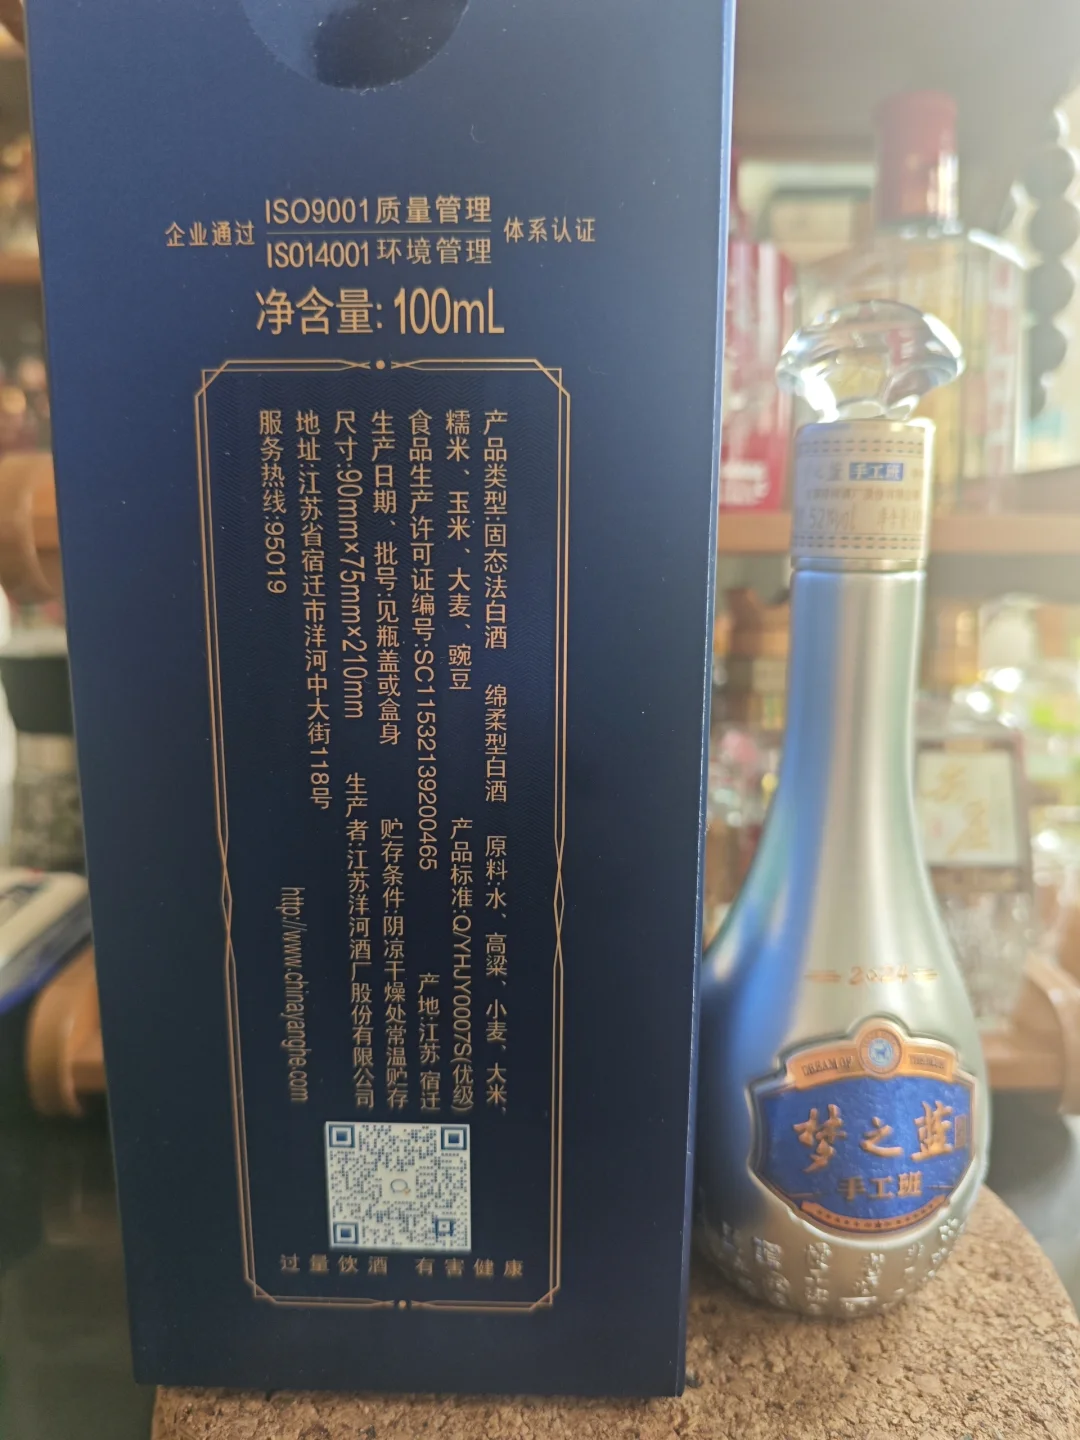 企业通过 ISO9001质量管理 体系认证
ISO14001环境管理
净含量: 100mL
产品类型:固态法白酒 绵柔型白酒 原料:水、高粱、小麦、大米、
糯米、玉米、大麦、豌豆 产品标准:Q/YHJY0007S(优级)
食品生产许可证编号:SC11532139200465 产地:江苏 宿迁
生产日期、批号:见瓶盖或盒身 贮存条件:阴凉干燥处常温贮存
尺寸:90mm×75mm×210mm 生产者:江苏洋河酒厂股份有限公司
地址:江苏省宿迁市洋河中大街118号
服务热线:95019 http://www.chinayanghe.com
过量饮酒 有害健康
手工班
52%vol
2024
DREAM OF
梦之蓝
手工班